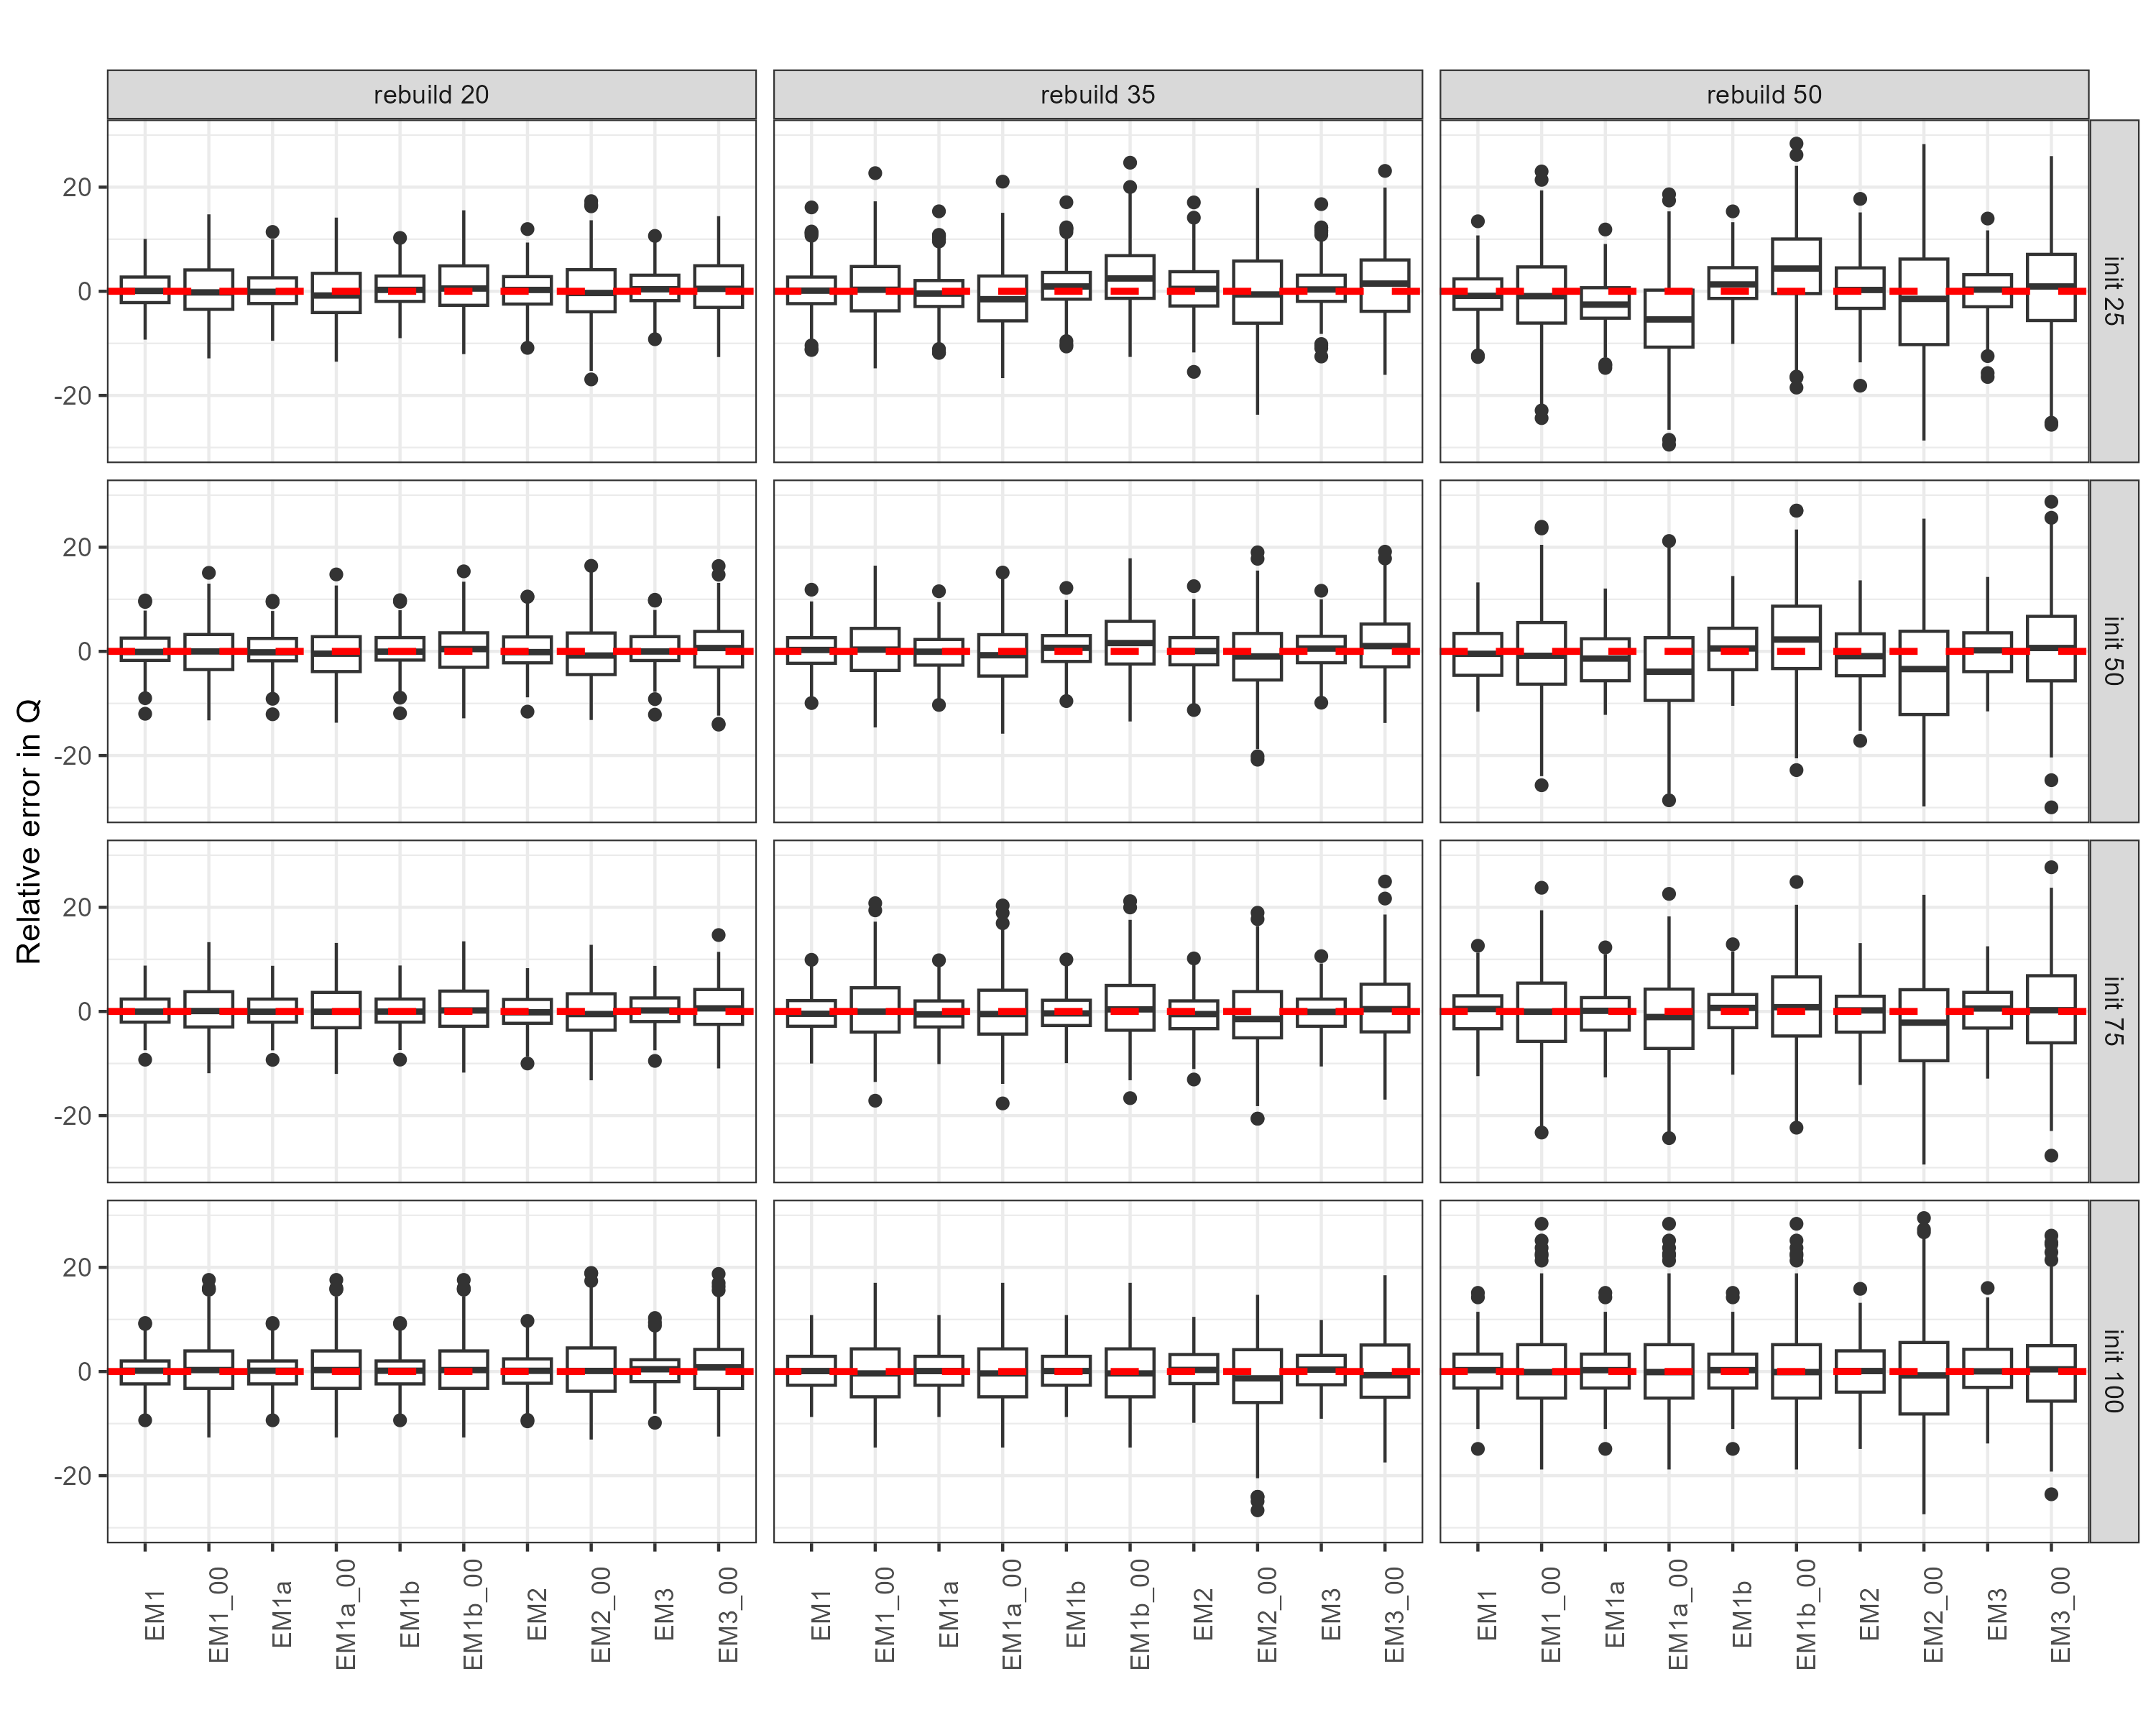 rebuild 20
rebuild 35
rebuild 50
20
0
-20
init 25
20
0
-20
init 50
Relative error in Q
20
0
-20
init 75
20
0
-20
init 100
EM1 EM1_00 EM1a EM1a_00 EM1b EM1b_00 EM2 EM2_00 EM3 EM3_00
EM1 EM1_00 EM1a EM1a_00 EM1b EM1b_00 EM2 EM2_00 EM3 EM3_00
EM1 EM1_00 EM1a EM1a_00 EM1b EM1b_00 EM2 EM2_00 EM3 EM3_00